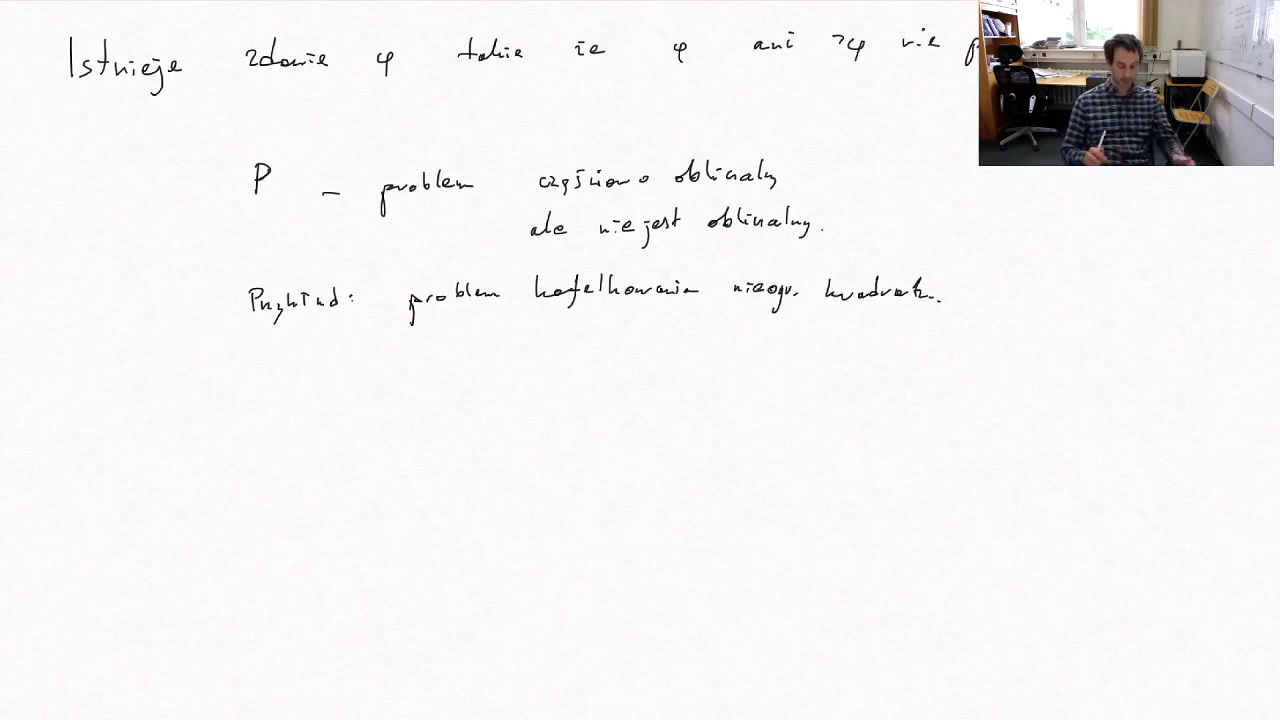 Istnieje zdanie φ takie że φ ani ¬φ nie
P – problem częściowo obliczalny
ale nie jest obliczalny.
Przykład: problem kafelkowania nieogr. kwadratu.